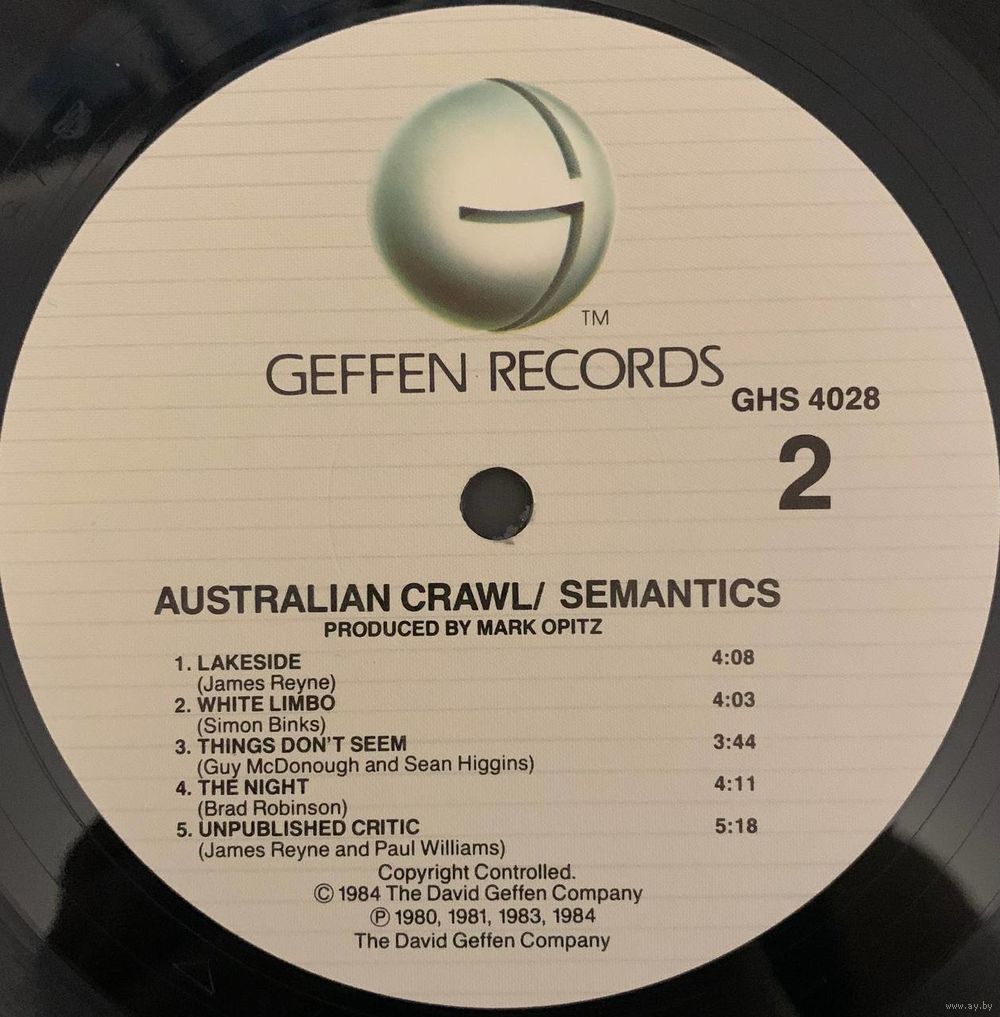 TM
GEFFEN RECORDS
GHS 4028
2
AUSTRALIAN CRAWL/ SEMANTICS
PRODUCED BY MARK OPITZ
1. LAKESIDE 4:08
(James Reyne)
2. WHITE LIMBO 4:03
(Simon Binks)
3. THINGS DON'T SEEM 3:44
(Guy McDonough and Sean Higgins)
4. THE NIGHT 4:11
(Brad Robinson)
5. UNPUBLISHED CRITIC 5:18
(James Reyne and Paul Williams)
Copyright Controlled.
© 1984 The David Geffen Company
℗ 1980, 1981, 1983, 1984
The David Geffen Company
www.ay.by